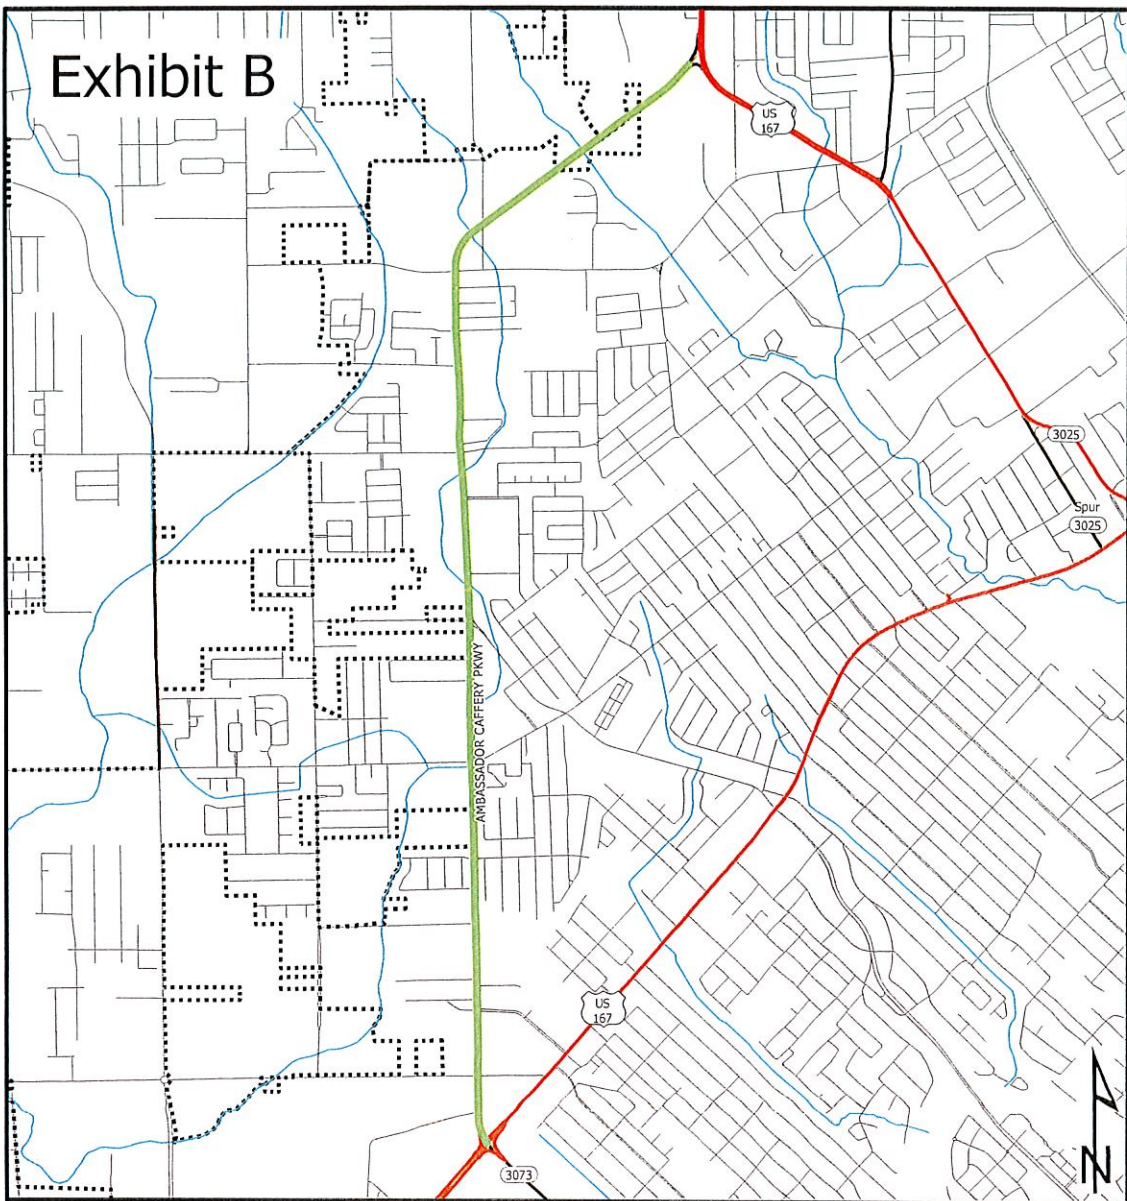 Exhibit B
US
167
3025
Spur
3025
AMBASSADOR CAFFERY PKWY
US
167
3073
N